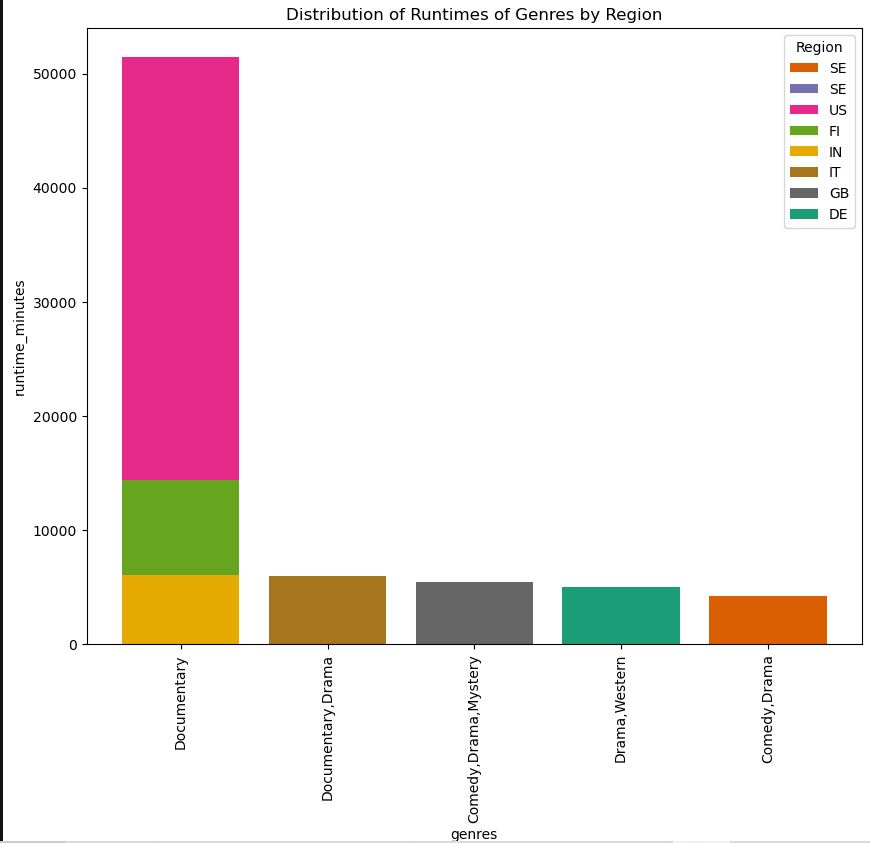 Distribution of Runtimes of Genres by Region
Region
SE
SE
US
FI
IN
IT
GB
DE
runtime_minutes
50000
40000
30000
20000
10000
0
Documentary
Documentary,Drama
Comedy,Drama,Mystery
Drama,Western
Comedy,Drama
genres